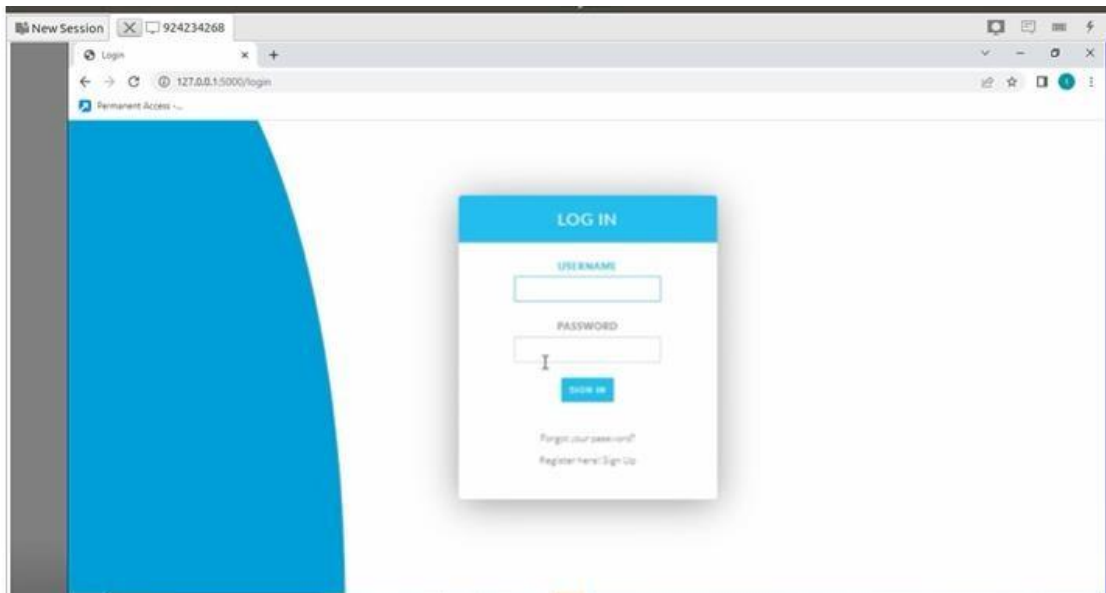 New Session
924234268
Login
127.0.0.1:5000/login
Permanent Access -...
LOG IN
USERNAME
PASSWORD
SIGN IN
Forgot your password?
Register here! Sign Up